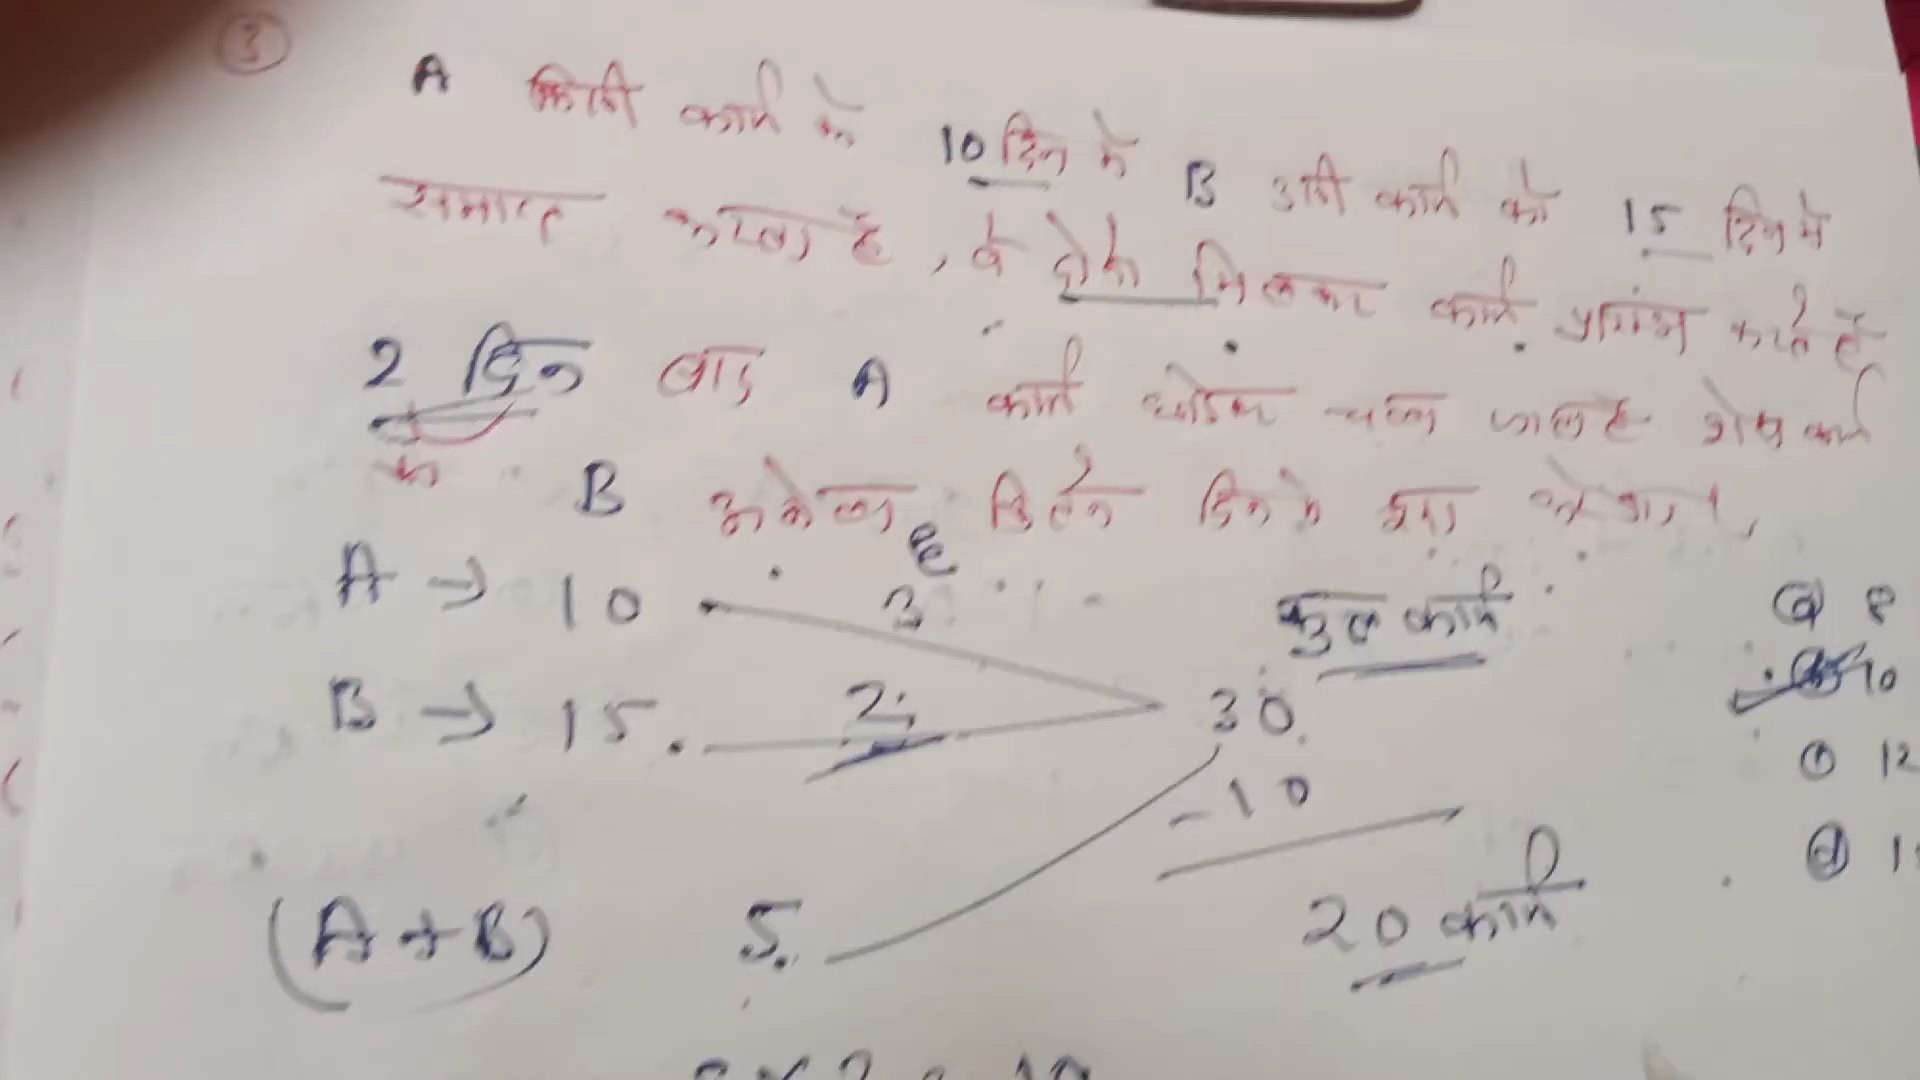 3
A किसी कार्य को 10 दिन में B उसी कार्य को 15 दिन में
समाप्त करता है, वे दोनो मिलकर कार्य प्रारंभ करते हैं
2 दिन बाद A कार्य छोडकर चला जाता है शेष कार्य
को B अकेला कितने दिन में पूरा करेगा।
A → 10 3 कुल कार्य
B → 15 2 30
-10
(A+B) 5 20 कार्य
a 8
b 10
c 12
d